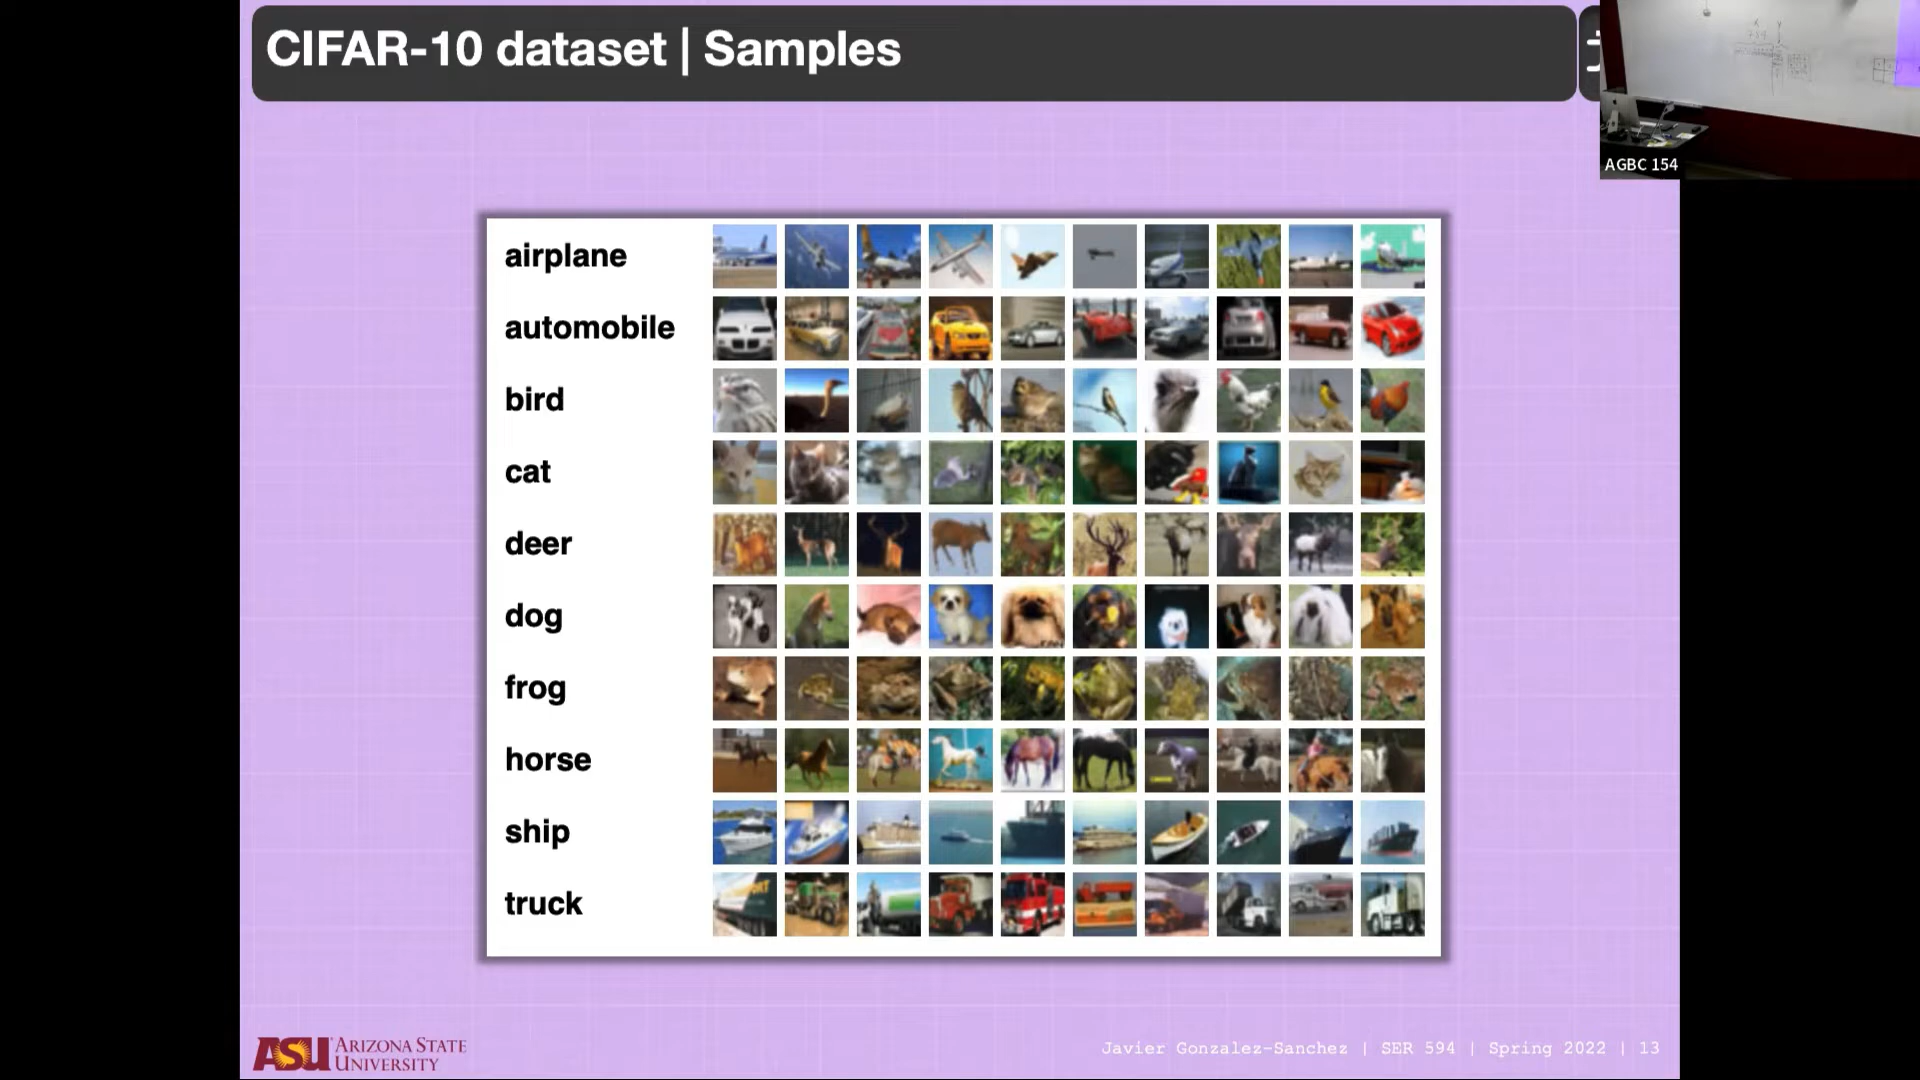 CIFAR-10 dataset | Samples
AGBC 154
airplane
automobile
bird
cat
deer
dog
frog
horse
ship
truck
ASU ARIZONA STATE
UNIVERSITY
Javier Gonzalez-Sanchez | SER 594 | Spring 2022 | 13